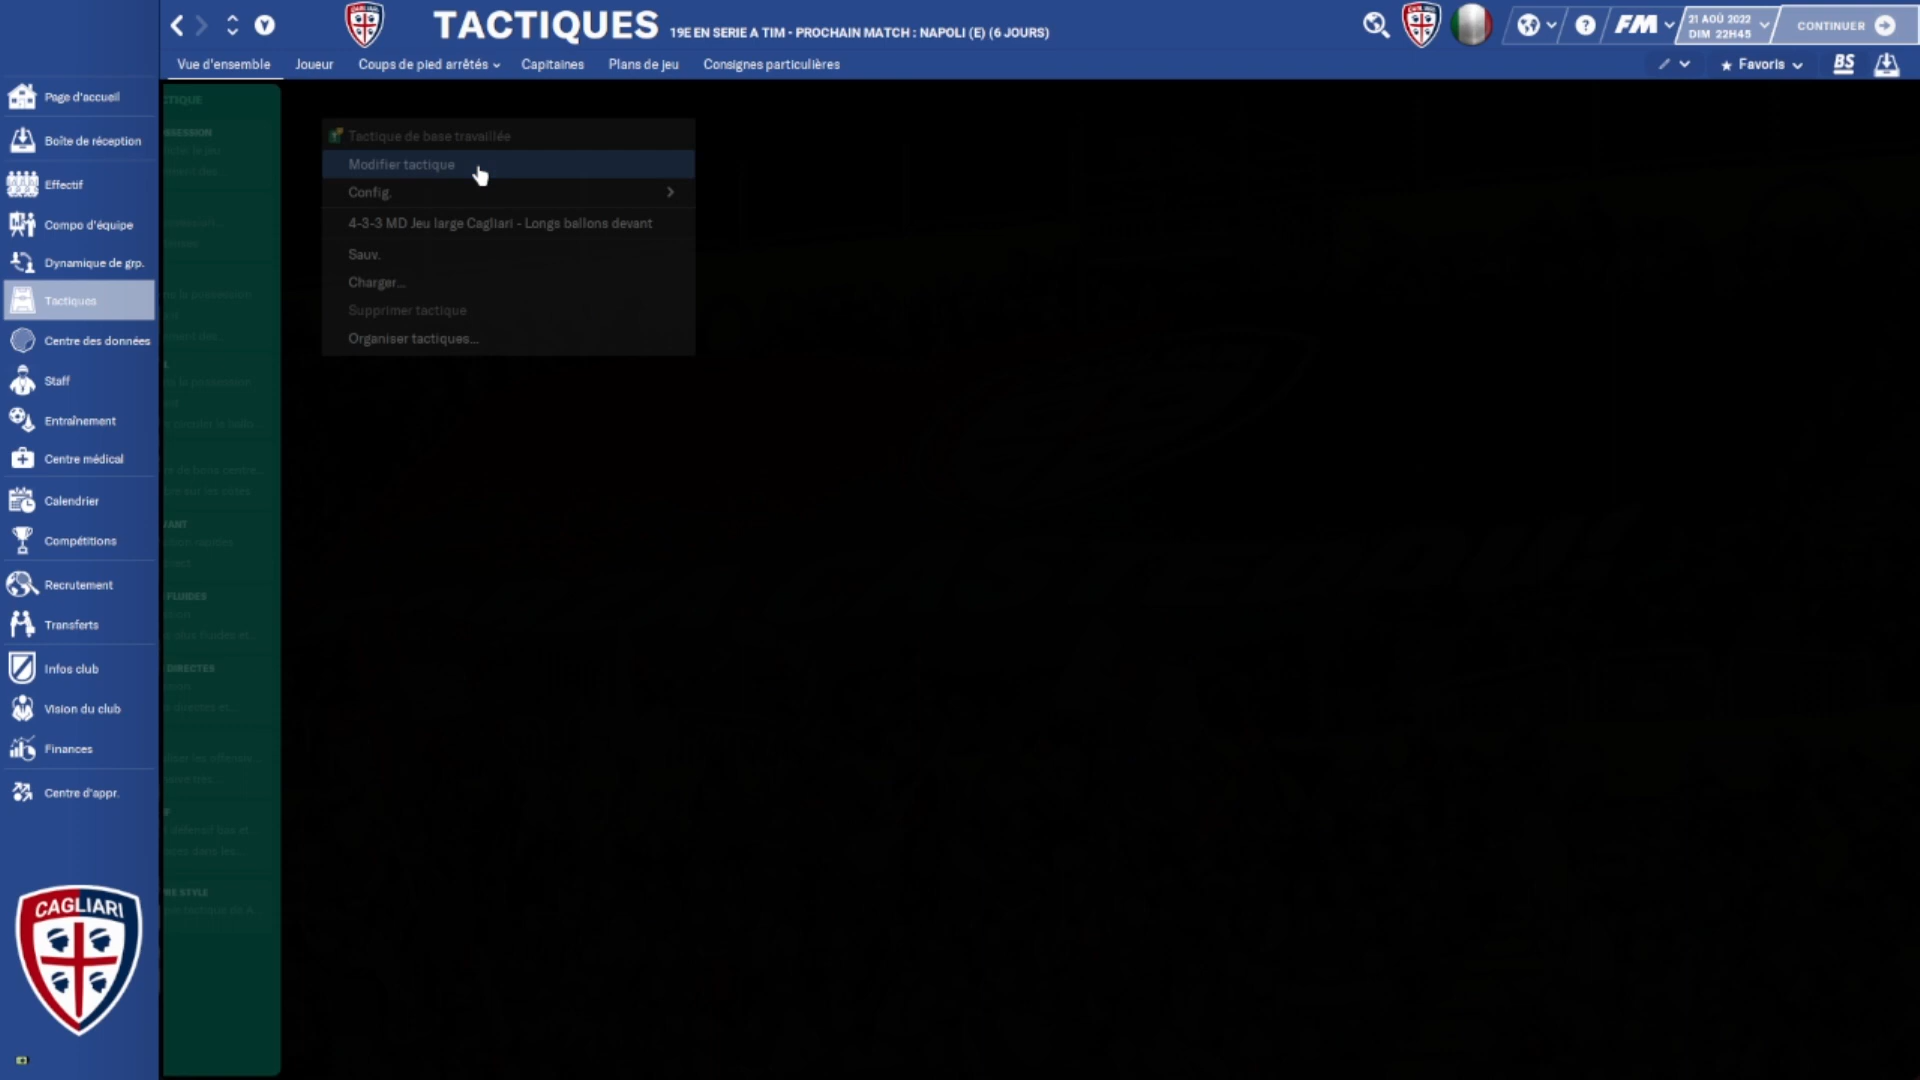 TACTIQUES 19E EN SERIE A TIM - PROCHAIN MATCH : NAPOLI (E) (6 JOURS)
FM
21 AOÛ 2022
DIM 22H45
CONTINUER
Vue d'ensemble Joueur Coups de pied arrêtés Capitaines Plans de jeu Consignes particulières
Favoris BS
Page d'accueil
Boîte de réception
Effectif
Compo d'équipe
Dynamique de grp.
Tactiques
Centre des données
Staff
Entraînement
Centre médical
Calendrier
Compétitions
Recrutement
Transferts
Infos club
Vision du club
Finances
Centre d'appr.
CAGLIARI
Tactique de base travaillée
Modifier tactique
Config.
4-3-3 MD Jeu large Cagliari - Longs ballons devant
Sauv.
Charger...
Supprimer tactique
Organiser tactiques...
FLUIDES
DIRECTES
STYLE